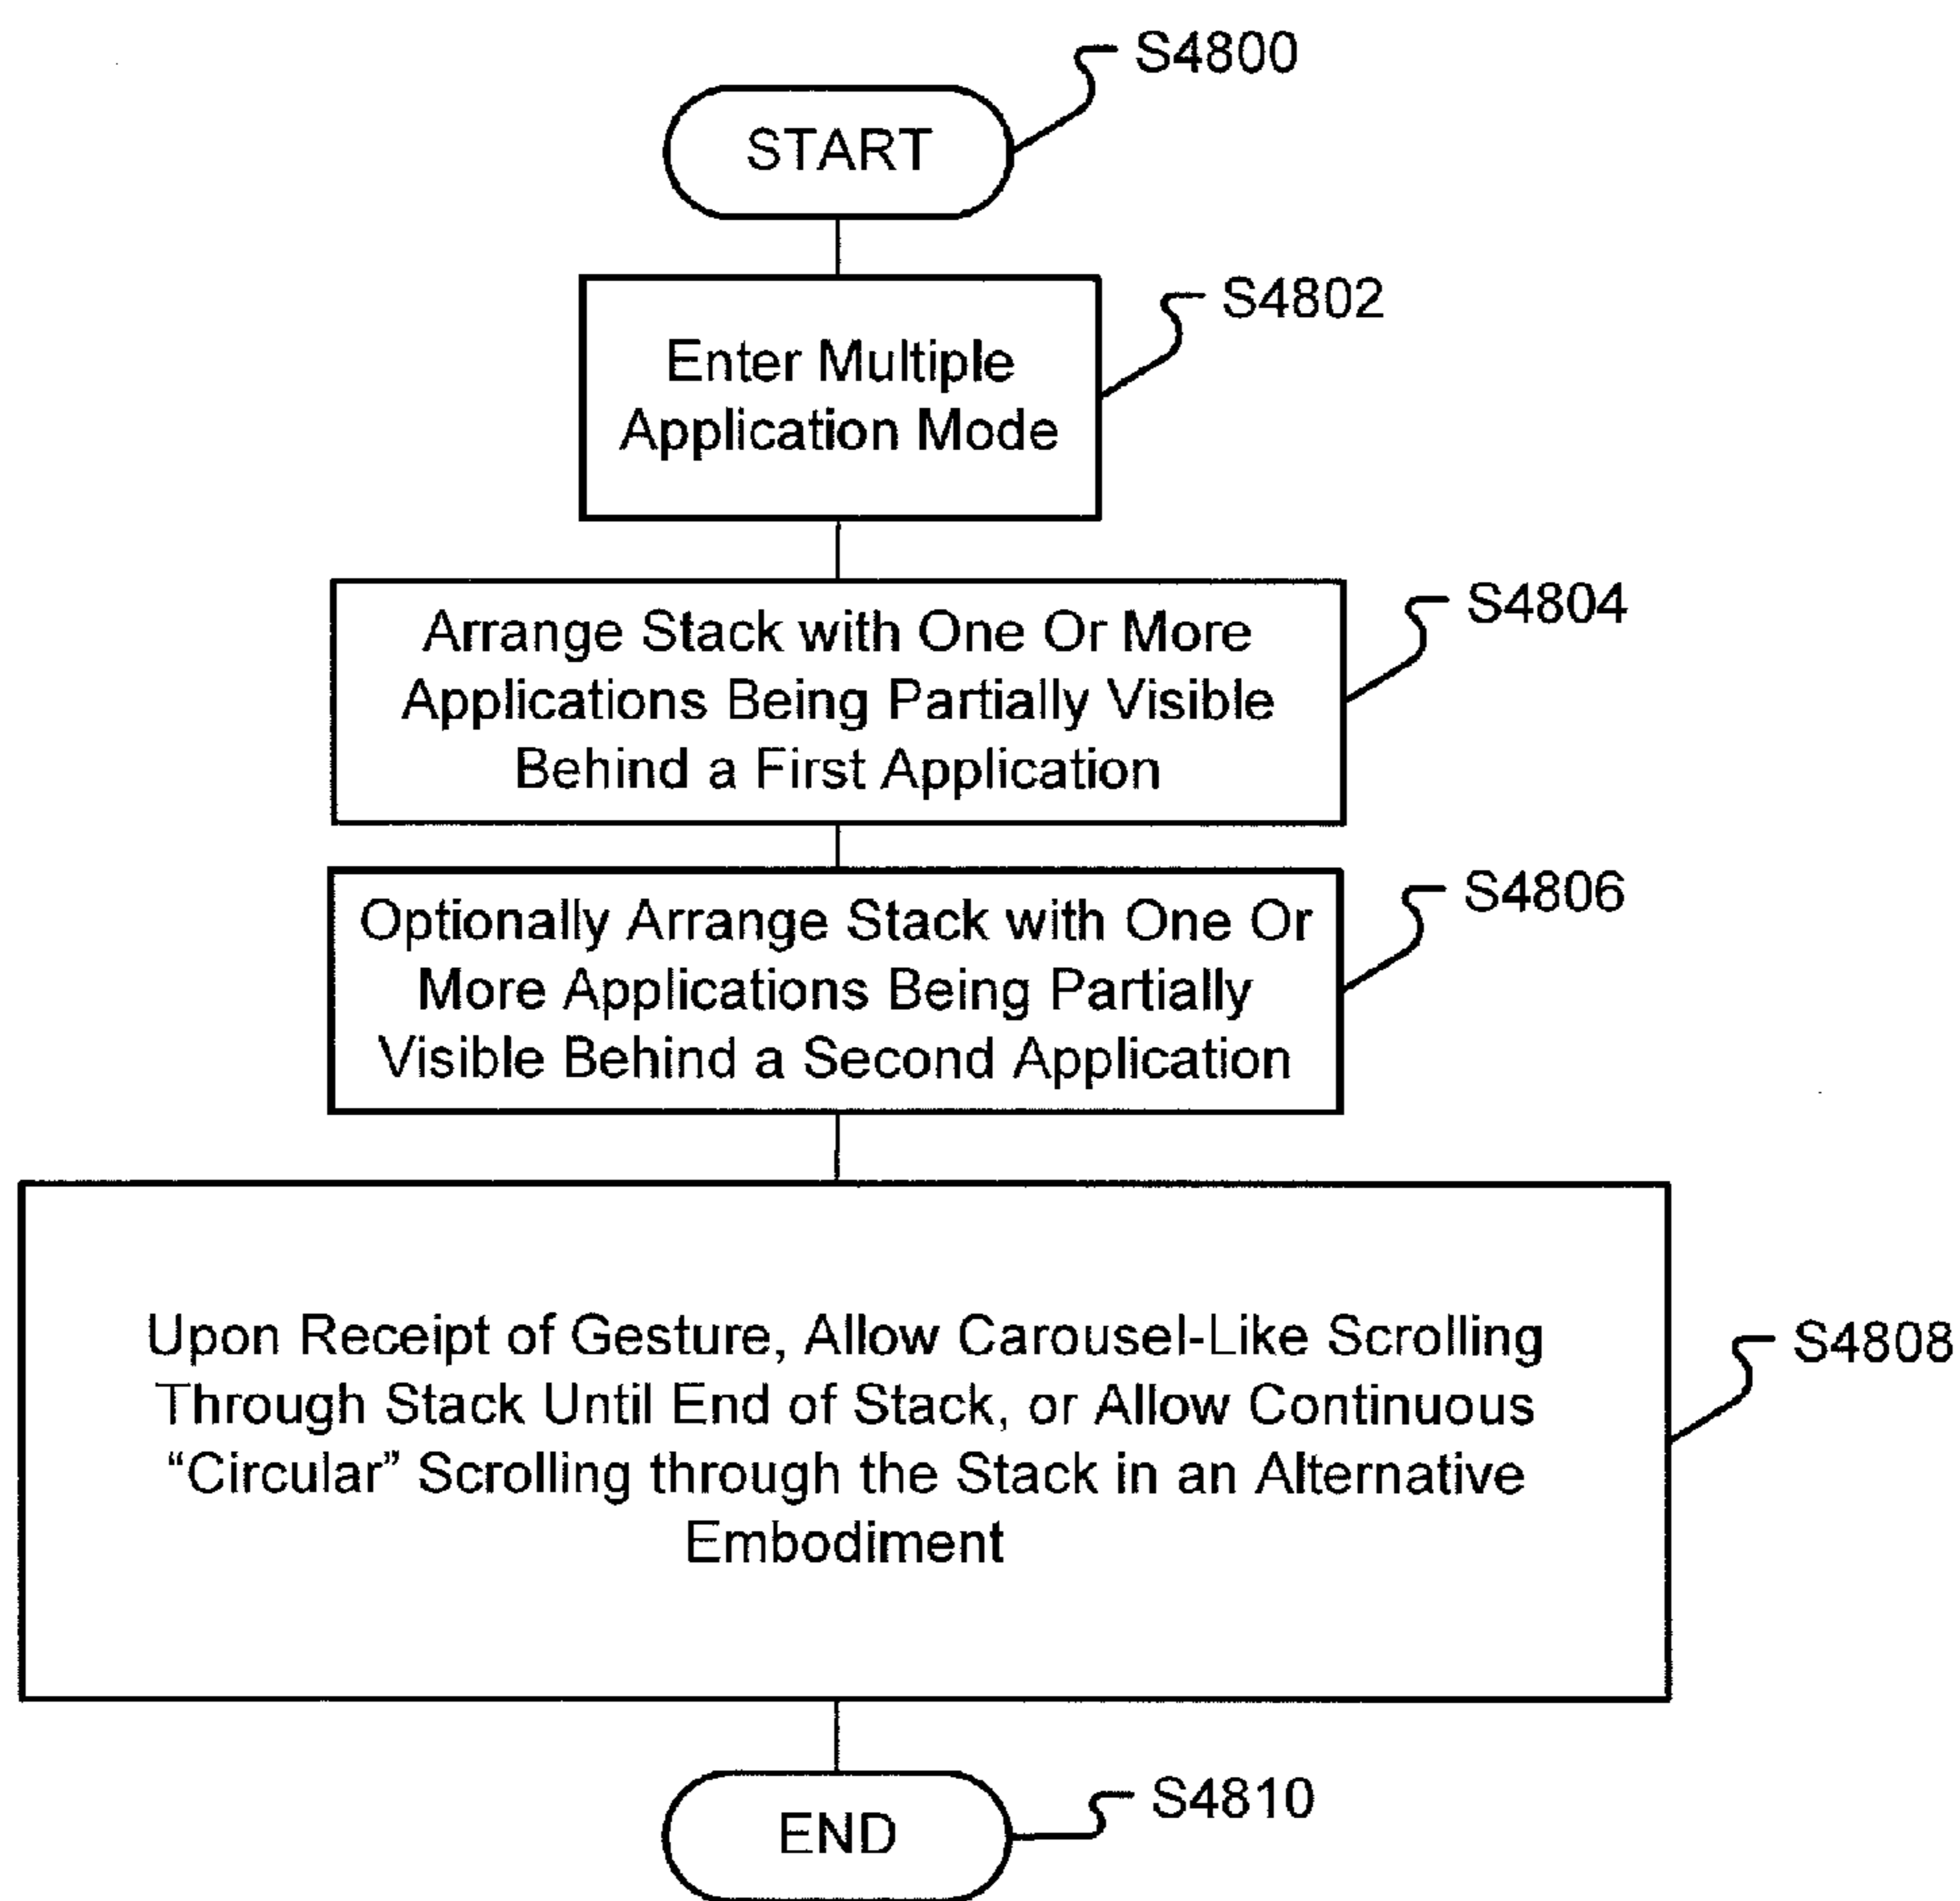 S4800
START
S4802
Enter Multiple
Application Mode
S4804
Arrange Stack with One Or More
Applications Being Partially Visible
Behind a First Application
S4806
Optionally Arrange Stack with One Or
More Applications Being Partially
Visible Behind a Second Application
S4808
Upon Receipt of Gesture, Allow Carousel-Like Scrolling
Through Stack Until End of Stack, or Allow Continuous
“Circular” Scrolling through the Stack in an Alternative
Embodiment
S4810
END